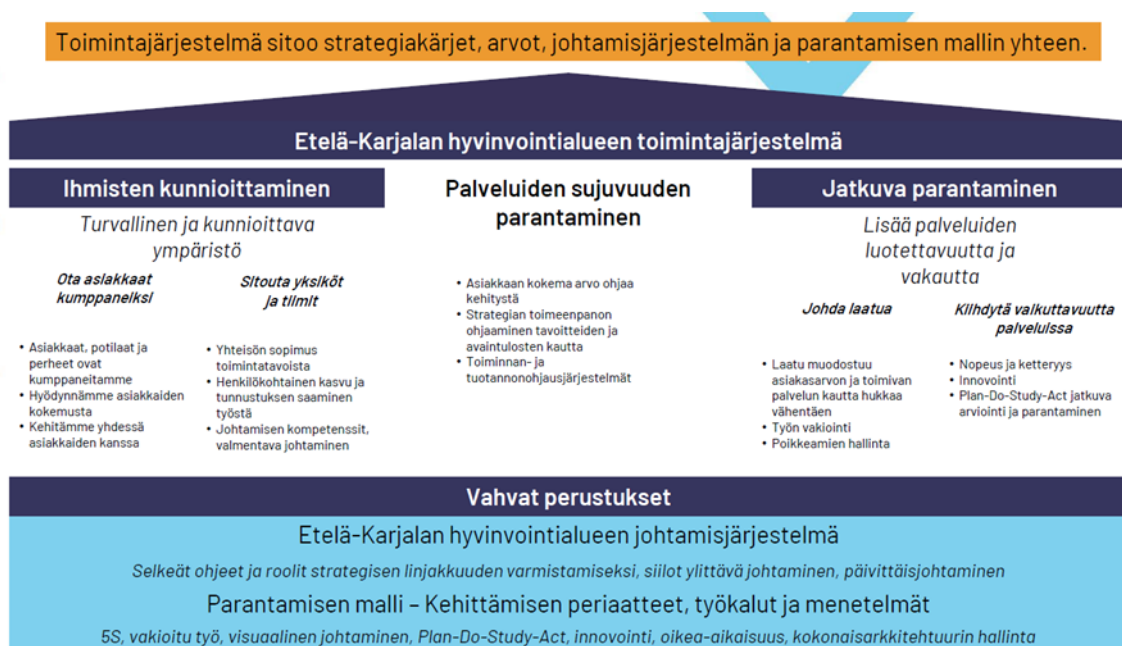 Toimintajärjestelmä sitoo strategiakärjet, arvot, johtamisjärjestelmän ja parantamisen mallin yhteen.
Etelä-Karjalan hyvinvointialueen toimintajärjestelmä
Ihmisten kunnioittaminen
Turvallinen ja kunnioittava
ympäristö
Ota asiakkaat
kumppaneiksi
• Asiakkaat, potilaat ja
perheet ovat
kumppaneitamme
• Hyödynnämme asiakkaiden
kokemusta
• Kehitämme yhdessä
asiakkaiden kanssa
Sitouta yksiköt
ja tiimit
• Yhteisön sopimus
toimintatavoista
• Henkilökohtainen kasvu ja
tunnustuksen saaminen
työstä
• Johtamisen kompetenssit,
valmentava johtaminen
Palveluiden sujuvuuden
parantaminen
• Asiakkaan kokema arvo ohjaa
kehitystä
• Strategian toimeenpanon
ohjaaminen tavoitteiden ja
avaintulosten kautta
• Toiminnan- ja
tuotannonohjausjärjestelmät
Jatkuva parantaminen
Lisää palveluiden
luotettavuutta ja
vakautta
Johda laatua
• Laatu muodostuu
asiakasarvon ja toimivan
palvelun kautta hukkaa
vähentäen
• Työn vakiointi
• Poikkeamien hallinta
Kiihdytä vaikuttavuutta
palveluissa
• Nopeus ja ketteryys
• Innovointi
• Plan-Do-Study-Act jatkuva
arviointi ja parantaminen
Vahvat perustukset
Etelä-Karjalan hyvinvointialueen johtamisjärjestelmä
Selkeät ohjeet ja roolit strategisen linjakkuuden varmistamiseksi, siilot ylittävä johtaminen, päivittäisjohtaminen
Parantamisen malli – Kehittämisen periaatteet, työkalut ja menetelmät
5S, vakioitu työ, visuaalinen johtaminen, Plan-Do-Study-Act, innovointi, oikea-aikaisuus, kokonaisarkkitehtuurin hallinta